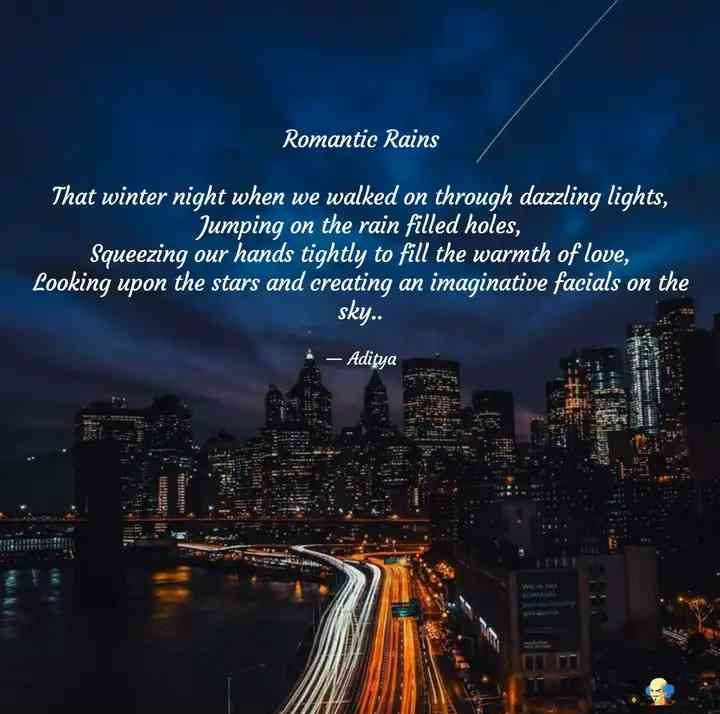 Romantic Rains
That winter night when we walked on through dazzling lights,
Jumping on the rain filled holes,
Squeezing our hands tightly to fill the warmth of love,
Looking upon the stars and creating an imaginative facials on the
sky..
— Aditya